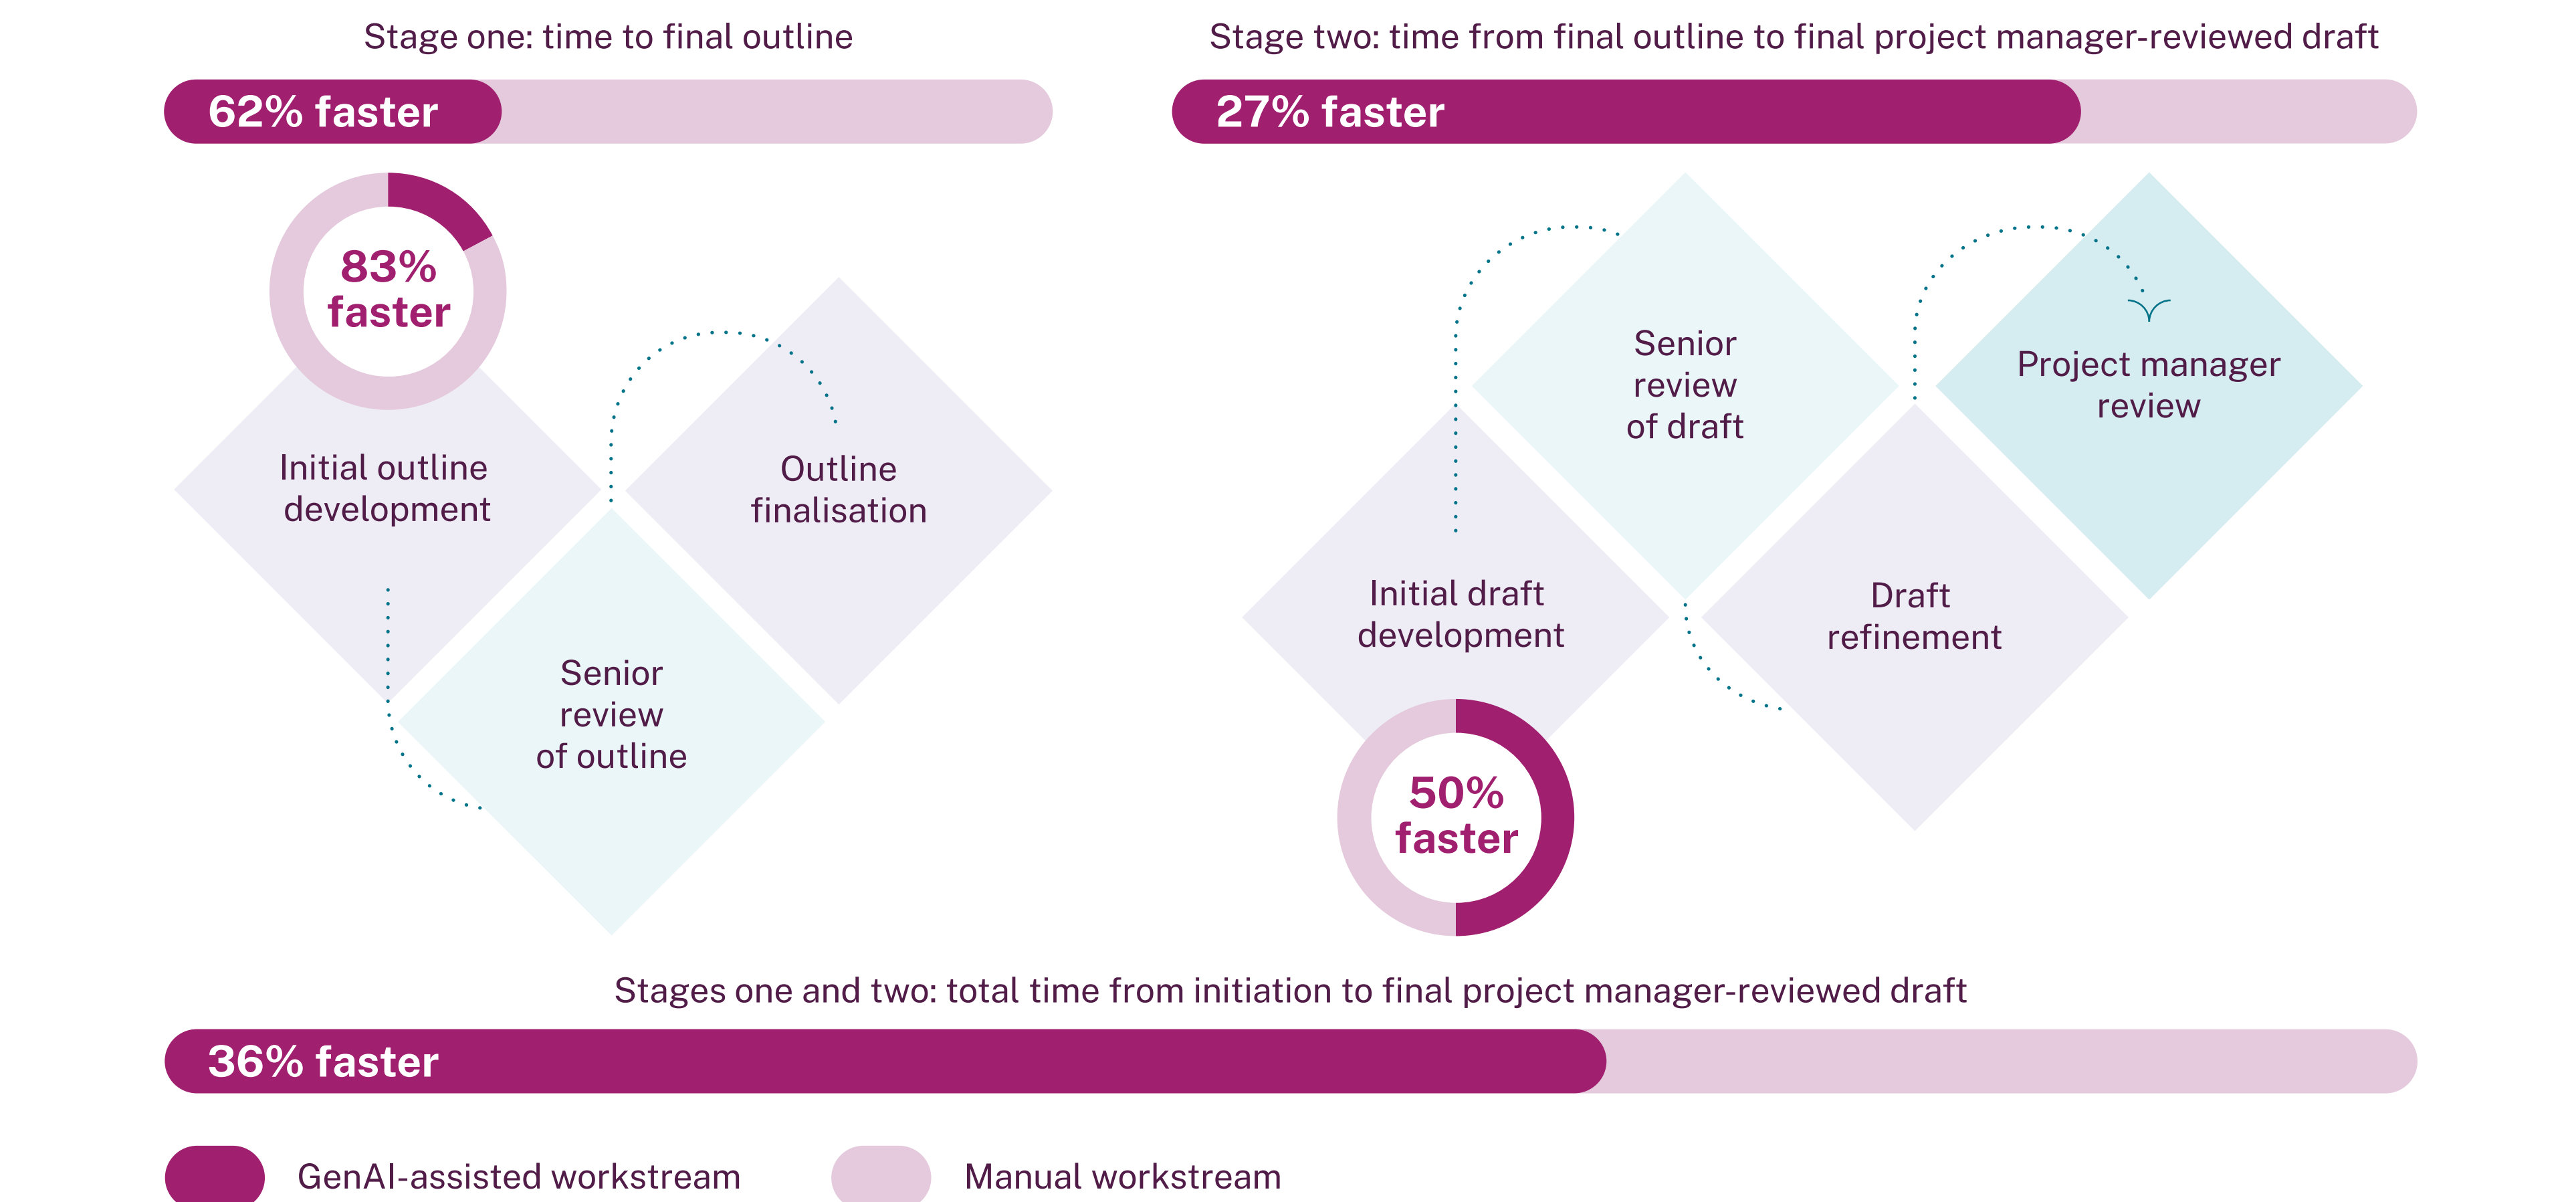 Stage one: time to final outline
62% faster
83%
faster
Initial outline
development
Senior
review
of outline
Outline
finalisation
Stage two: time from final outline to final project manager-reviewed draft
27% faster
Initial draft
development
50%
faster
Senior
review
of draft
Draft
refinement
Project manager
review
Stages one and two: total time from initiation to final project manager-reviewed draft
36% faster
GenAI-assisted workstream
Manual workstream